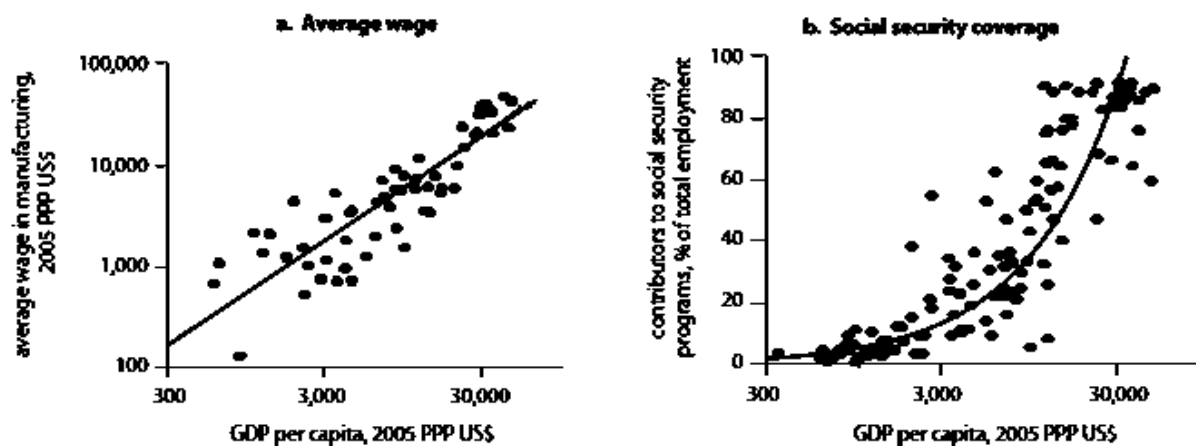 a. Average wage
average wage in manufacturing,
2005 PPP US$
100,000
10,000
1,000
100
300
3,000
30,000
GDP per capita, 2005 PPP US$
b. Social security coverage
contributors to social security
programs, % of total employment
100
80
60
40
20
0
300
3,000
30,000
GDP per capita, 2005 PPP US$